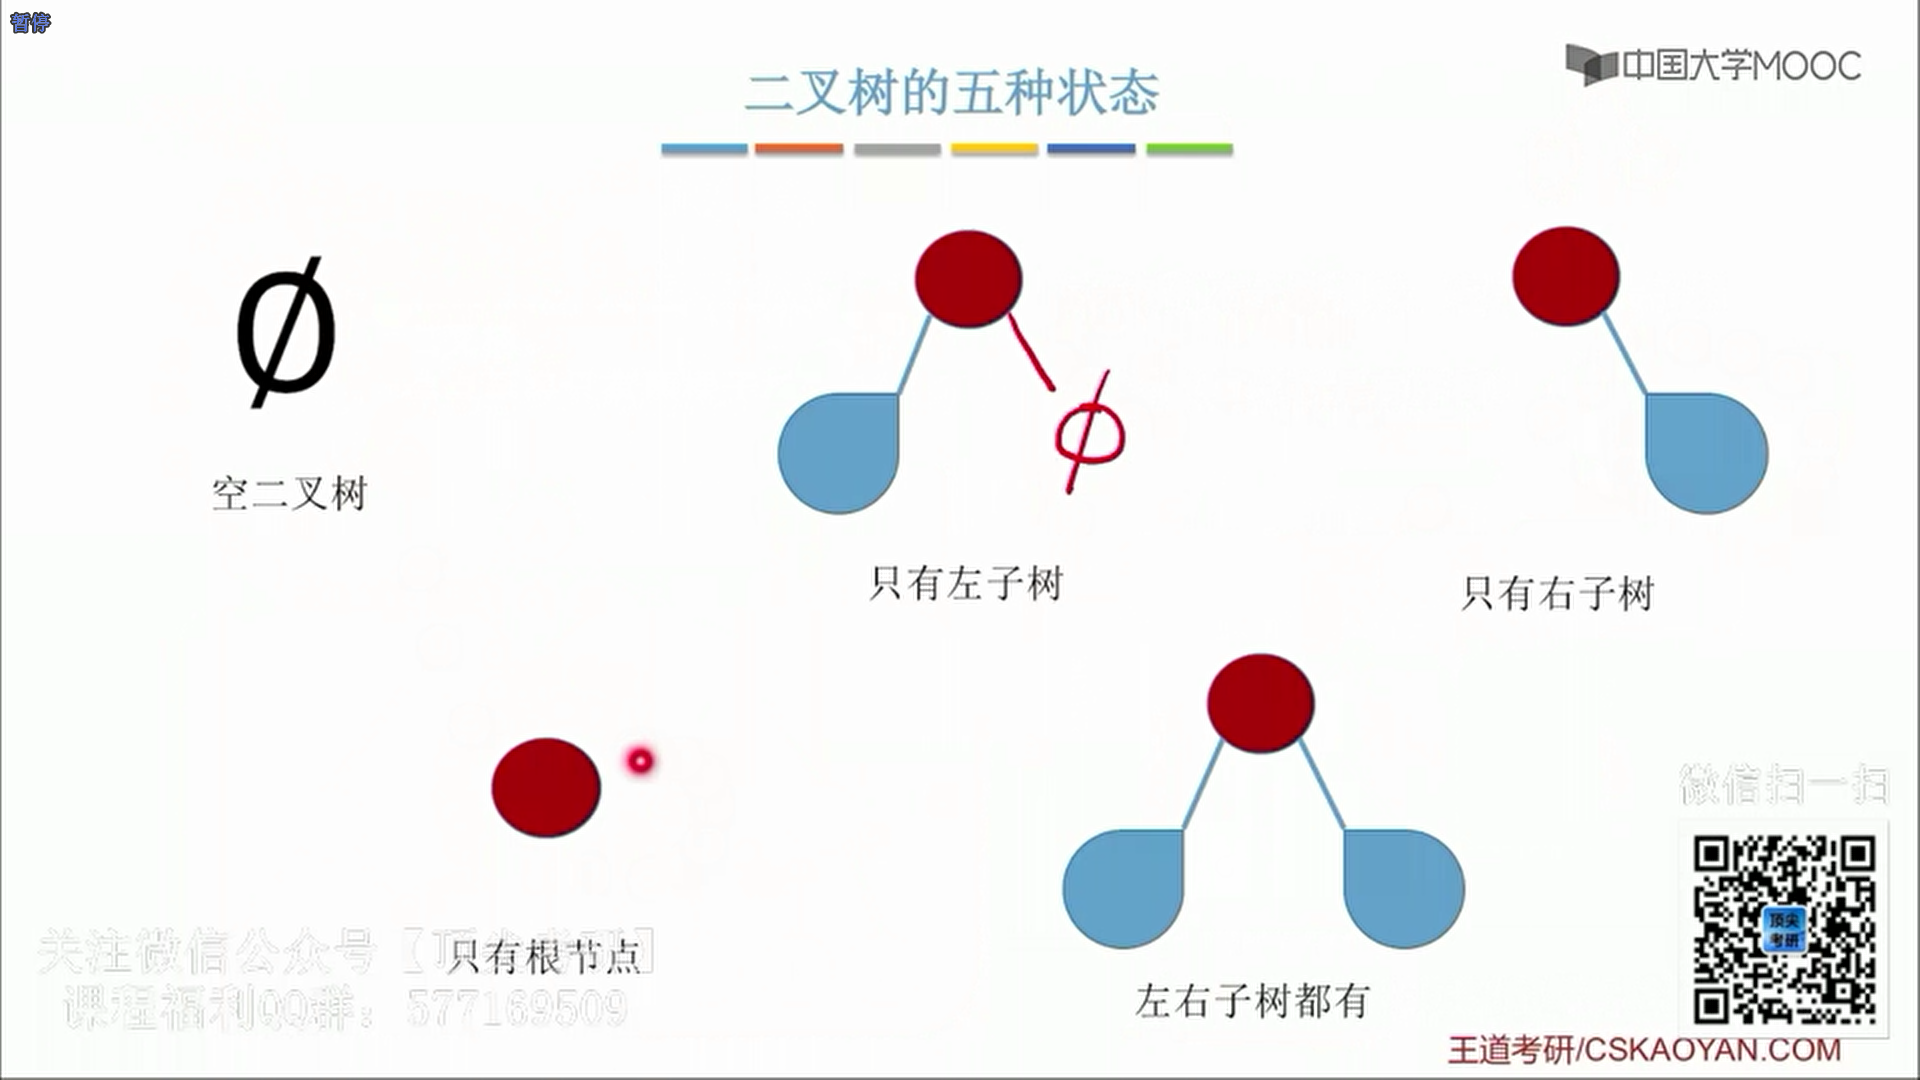 暂停
中国大学MOOC
二叉树的五种状态
Ø
空二叉树
Ø
只有左子树
只有右子树
微信扫一扫
顶尖
考研
关注微信公众号【顶
】
只有根节点
课程福利QQ群：577169509
左右子树都有
王道考研/CSKAOYAN.COM